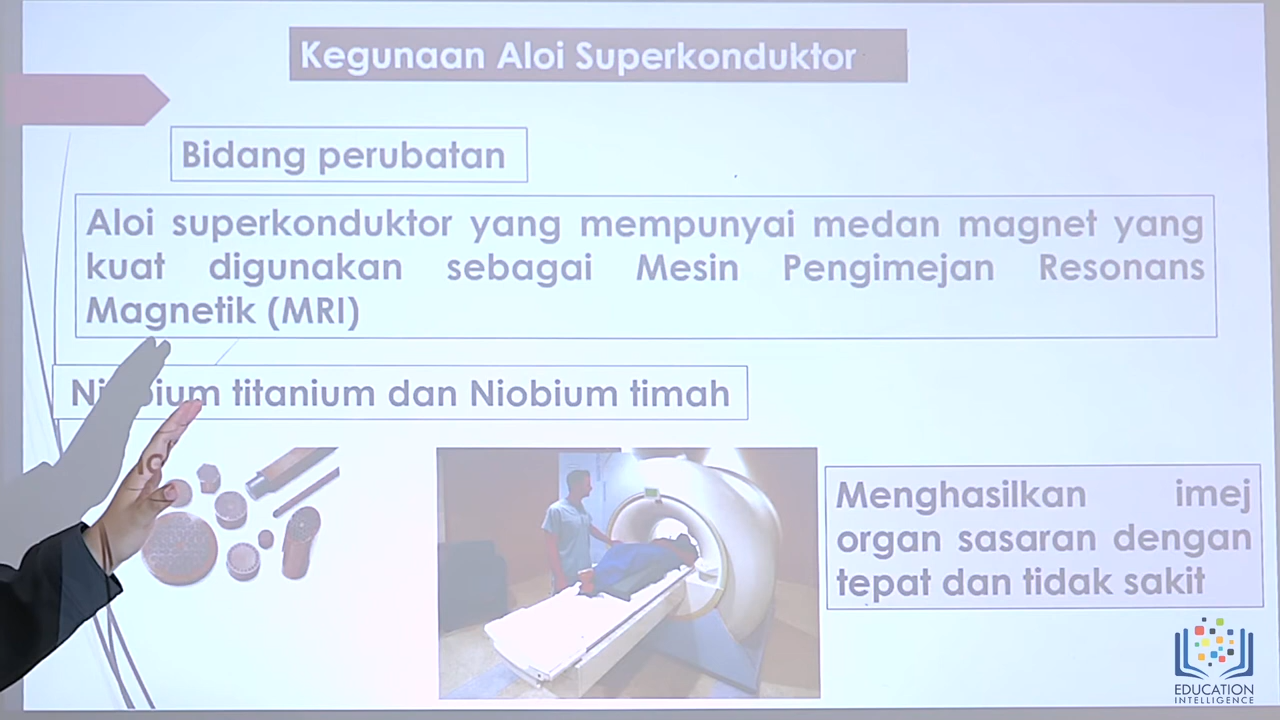 Kegunaan Aloi Superkonduktor
Bidang perubatan
Aloi superkonduktor yang mempunyai medan magnet yang
kuat digunakan sebagai Mesin Pengimejan Resonans
Magnetik (MRI)
titanium dan Niobium timah
Menghasilkan imej
organ sasaran dengan
tepat dan tidak sakit
EDUCATION
INTELLIGENCE